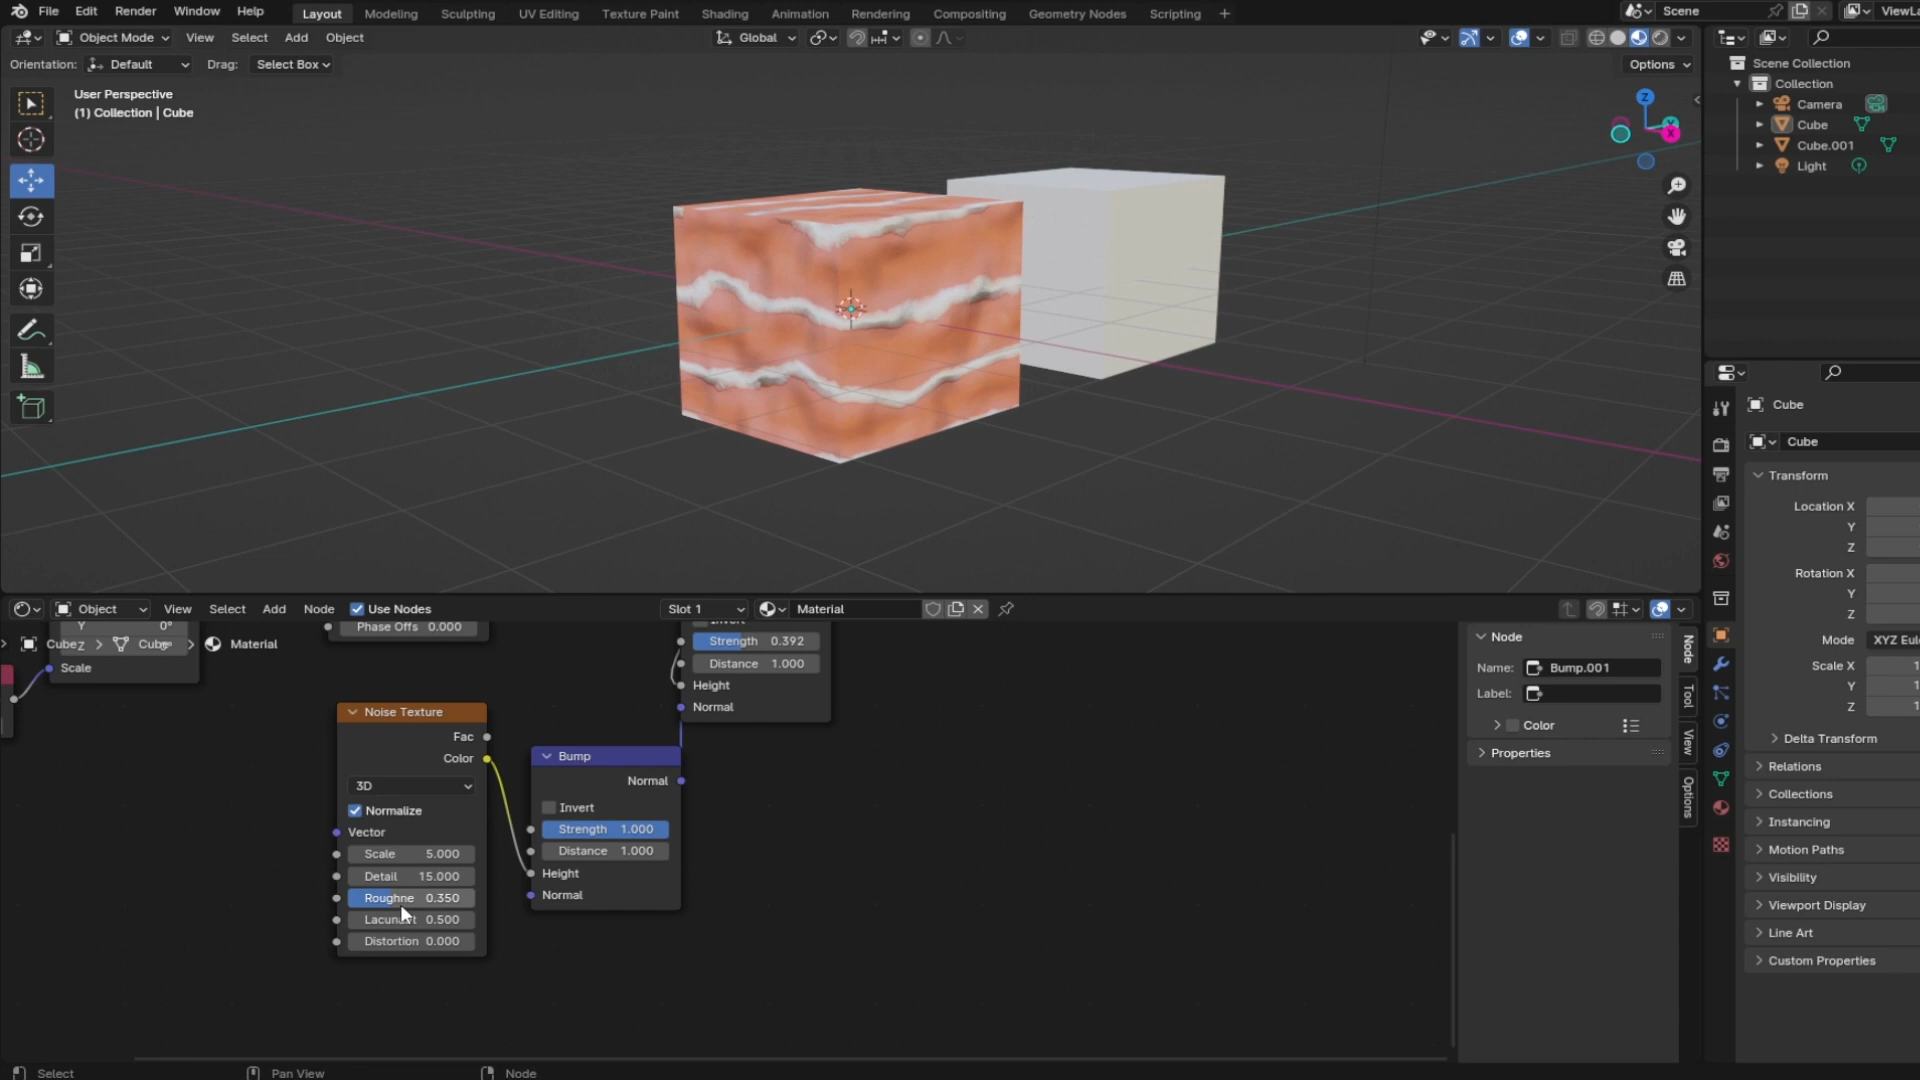 File Edit Render Window Help
Layout Modeling Sculpting UV Editing Texture Paint Shading Animation Rendering Compositing Geometry Nodes Scripting +
Scene
ViewLa
Object Mode View Select Add Object
Global
Orientation: Default Drag: Select Box
Options
User Perspective
(1) Collection | Cube
Z
Y
X
Scene Collection
Collection
Camera
Cube
Cube.001
Light
Cube
Cube
Transform
Location X
Y
Z
Rotation X
Y
Z
Mode XYZ Eul
Scale X 1
Y 1
Z 1
Delta Transform
Relations
Collections
Instancing
Motion Paths
Visibility
Viewport Display
Line Art
Custom Properties
Object View Select Add Node Use Nodes
Slot 1 Material
Y 0°
Cube Material
Z
Scale
Phase Offs 0.000
Strength 0.392
Distance 1.000
Height
Normal
Noise Texture
Fac
Color
3D
Normalize
Vector
Scale 5.000
Detail 15.000
Roughne 0.350
Lacun 0.500
Distortion 0.000
Bump
Normal
Invert
Strength 1.000
Distance 1.000
Height
Normal
Node
Name: Bump.001
Label:
Color
Properties
Node
Tool
View
Options
Select Pan View Node